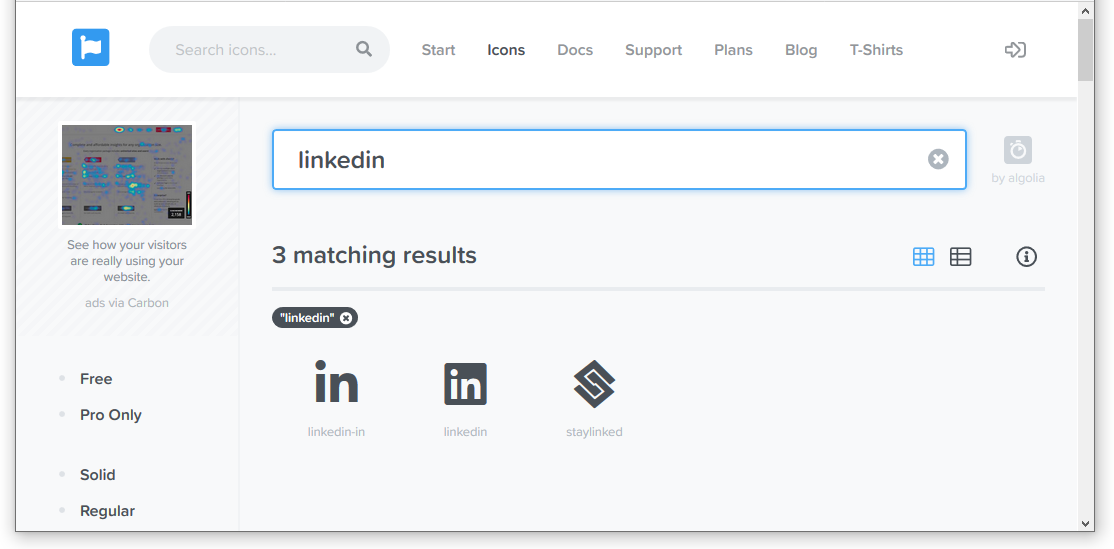 Search icons...
Start
Icons
Docs
Support
Plans
Blog
T-Shirts
See how your visitors
are really using your
website.
ads via Carbon
Free
Pro Only
Solid
Regular
linkedin
by algolia
3 matching results
"linkedin"
in
in
linkedin-in
linkedin
staylinked